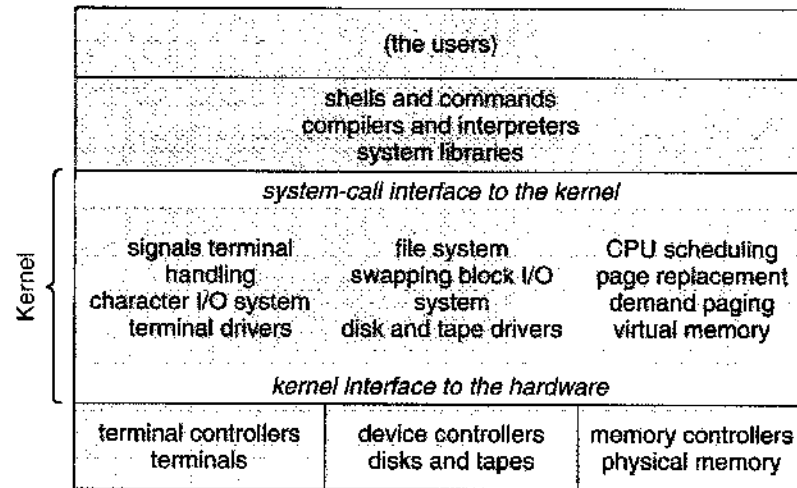 (the users)
shells and commands
compilers and interpreters
system libraries
Kernel
system-call interface to the kernel
signals terminal
handling
character I/O system
terminal drivers
file system
swapping block I/O
system
disk and tape drivers
CPU scheduling
page replacement
demand paging
virtual memory
kernel interface to the hardware
terminal controllers
terminals
device controllers
disks and tapes
memory controllers
physical memory